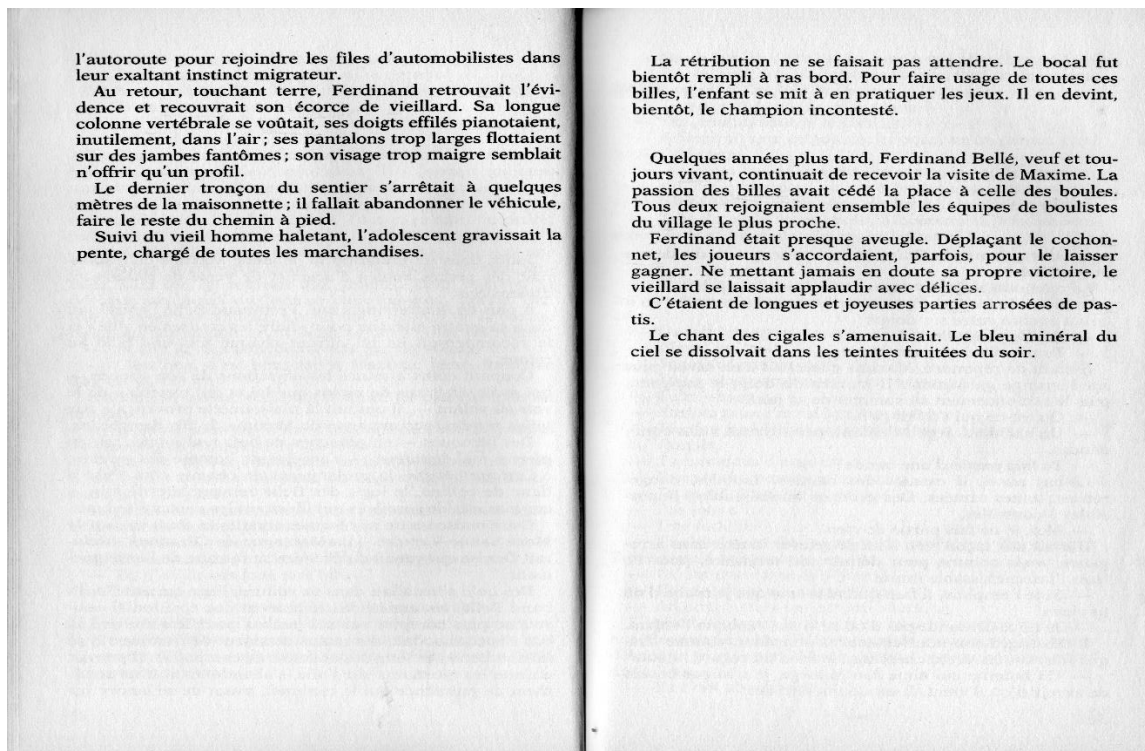 l'autoroute pour rejoindre les files d'automobilistes dans
leur exaltant instinct migrateur.
Au retour, touchant terre, Ferdinand retrouvait l'évi-
dence et recouvrait son écorce de vieillard. Sa longue
colonne vertébrale se voûtait, ses doigts effilés pianotaient,
inutilement, dans l'air ; ses pantalons trop larges flottaient
sur des jambes fantômes ; son visage trop maigre semblait
n'offrir qu'un profil.
Le dernier tronçon du sentier s'arrêtait à quelques
mètres de la maisonnette ; il fallait abandonner le véhicule,
faire le reste du chemin à pied.
Suivi du vieil homme haletant, l'adolescent gravissait la
pente, chargé de toutes les marchandises.
La rétribution ne se faisait pas attendre. Le bocal fut
bientôt rempli à ras bord. Pour faire usage de toutes ces
billes, l'enfant se mit à en pratiquer les jeux. Il en devint,
bientôt, le champion incontesté.
Quelques années plus tard, Ferdinand Bellé, veuf et tou-
jours vivant, continuait de recevoir la visite de Maxime. La
passion des billes avait cédé la place à celle des boules.
Tous deux rejoignaient ensemble les équipes de boulistes
du village le plus proche.
Ferdinand était presque aveugle. Déplaçant le cochon-
net, les joueurs s'accordaient, parfois, pour le laisser
gagner. Ne mettant jamais en doute sa propre victoire, le
vieillard se laissait applaudir avec délices.
C'étaient de longues et joyeuses parties arrosées de pas-
tis.
Le chant des cigales s'amenuisait. Le bleu minéral du
ciel se dissolvait dans les teintes fruitées du soir.